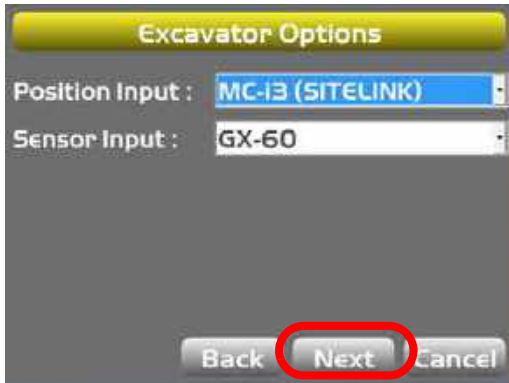 Excavator Options
Position Input : MC-i3 (SITELINK)
Sensor Input : GX-60
Back Next Cancel